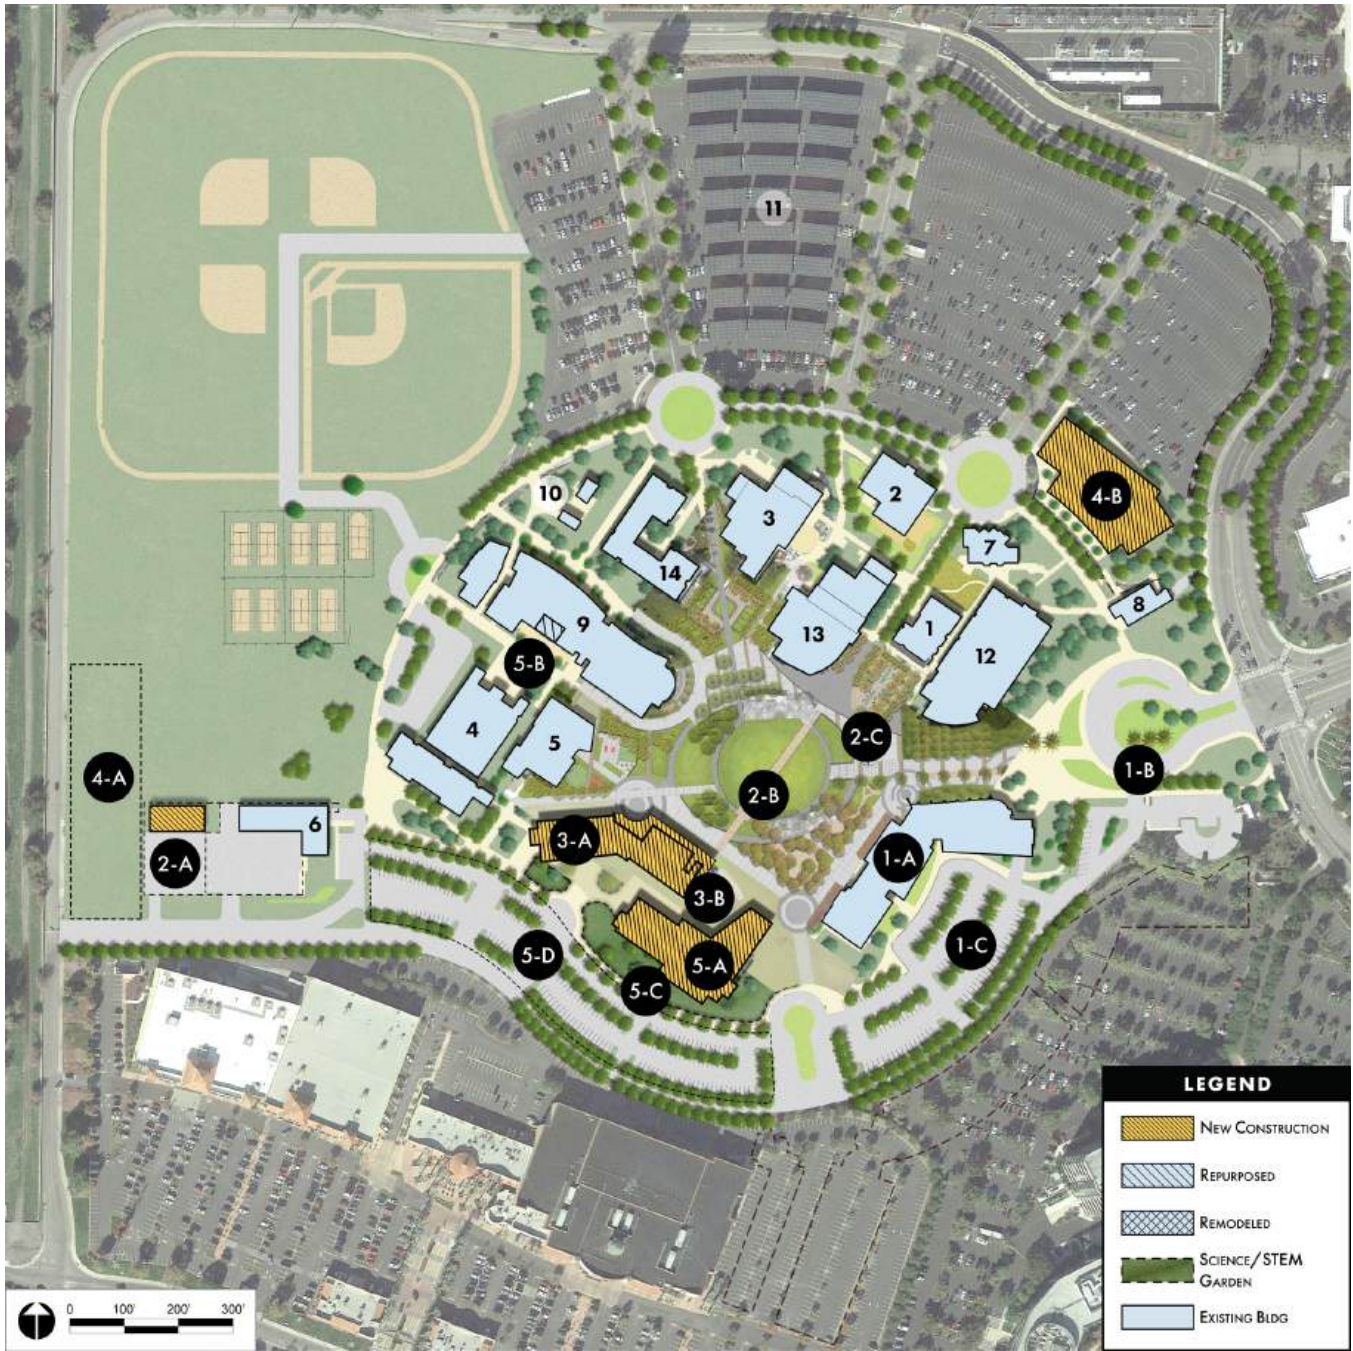 11
10
2
4-B
3
7
14
8
9
13
1
12
5-B
4
5
2-C
1-B
4-A
2-B
6
3-A
2-A
1-A
3-B
1-C
5-D
5-A
5-C
LEGEND
NEW CONSTRUCTION
REPURPOSED
REMODELED
SCIENCE/STEM
GARDEN
EXISTING BLDG
0 100' 200' 300'